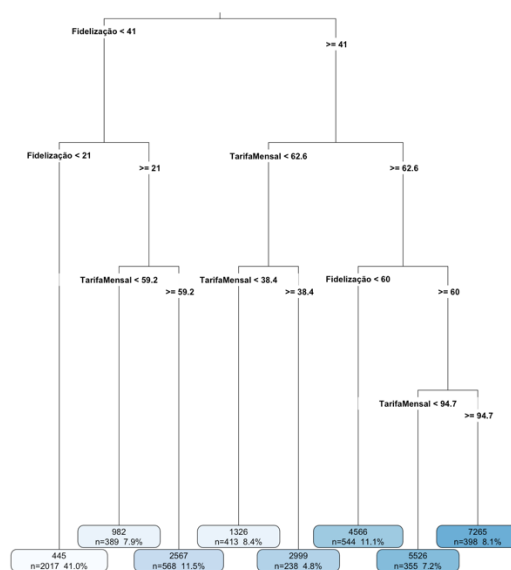 Fidelização < 41
>= 41
Fidelização < 21
>= 21
TarifaMensal < 62.6
>= 62.6
TarifaMensal < 59.2
>= 59.2
TarifaMensal < 38.4
>= 38.4
Fidelização < 60
>= 60
TarifaMensal < 94.7
>= 94.7
982
n=389 7.9%
1326
n=413 8.4%
4566
n=544 11.1%
7265
n=398 8.1%
445
n=2017 41.0%
2567
n=568 11.5%
2999
n=238 4.8%
5526
n=355 7.2%